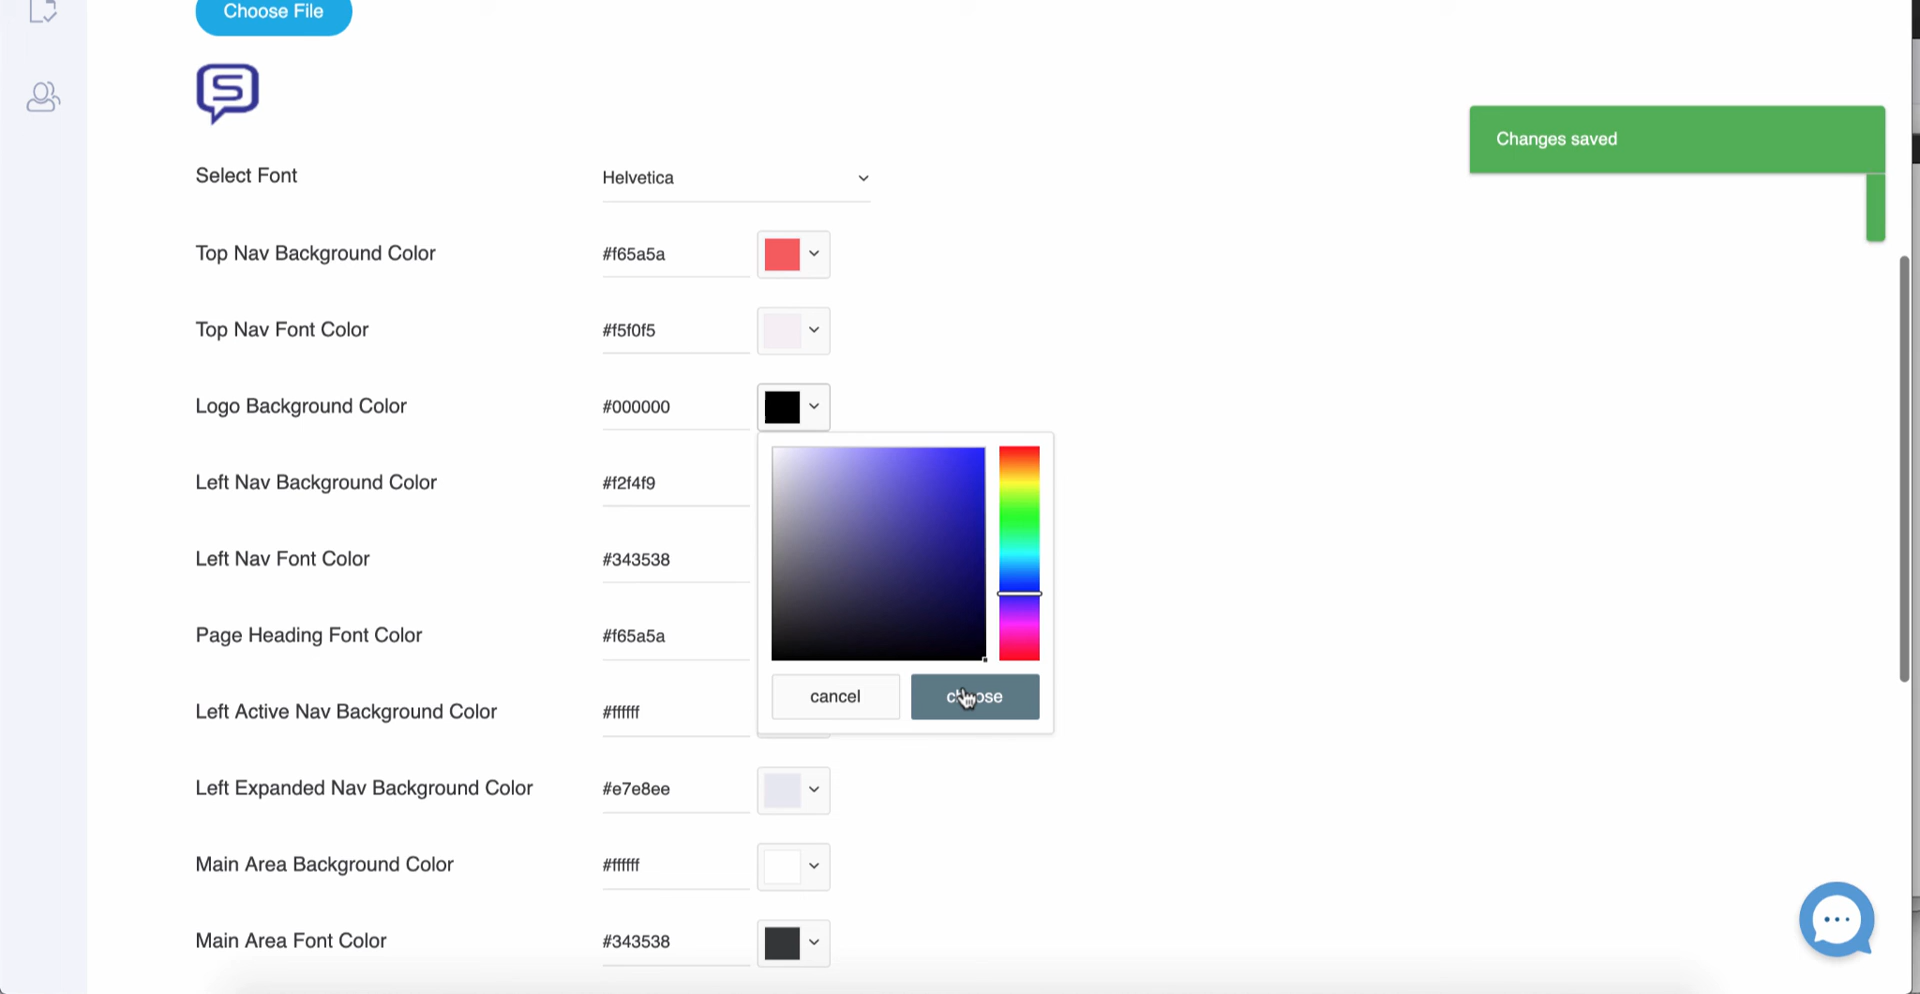 Choose File
S
Changes saved
Select Font Helvetica
Top Nav Background Color #f65a5a
Top Nav Font Color #f5f0f5
Logo Background Color #000000
Left Nav Background Color #f2f4f9
Left Nav Font Color #343538
Page Heading Font Color #f65a5a
cancel choose
Left Active Nav Background Color #ffffff
Left Expanded Nav Background Color #e7e8ee
Main Area Background Color #ffffff
Main Area Font Color #343538